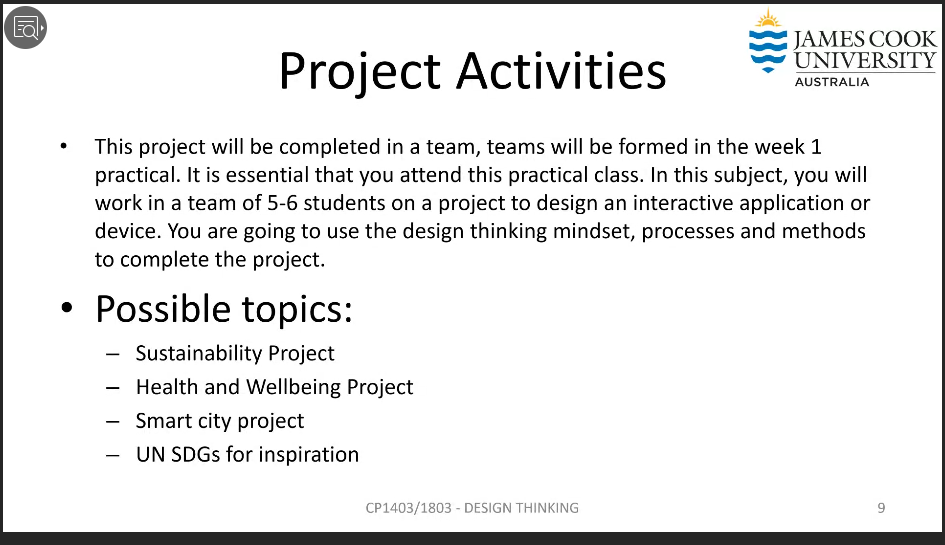 JAMES COOK
UNIVERSITY
AUSTRALIA
Project Activities
• This project will be completed in a team, teams will be formed in the week 1
practical. It is essential that you attend this practical class. In this subject, you will
work in a team of 5-6 students on a project to design an interactive application or
device. You are going to use the design thinking mindset, processes and methods
to complete the project.
• Possible topics:
– Sustainability Project
– Health and Wellbeing Project
– Smart city project
– UN SDGs for inspiration
CP1403/1803 - DESIGN THINKING
9